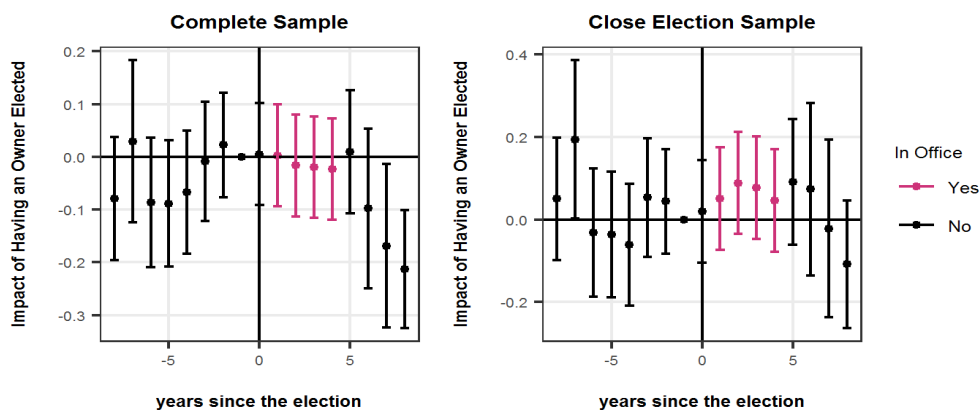 Complete Sample
Impact of Having an Owner Elected
0.2
0.1
0.0
-0.1
-0.2
-0.3
-5
0
5
years since the election
Close Election Sample
Impact of Having an Owner Elected
0.4
0.2
0.0
-0.2
-5
0
5
years since the election
In Office
Yes
No